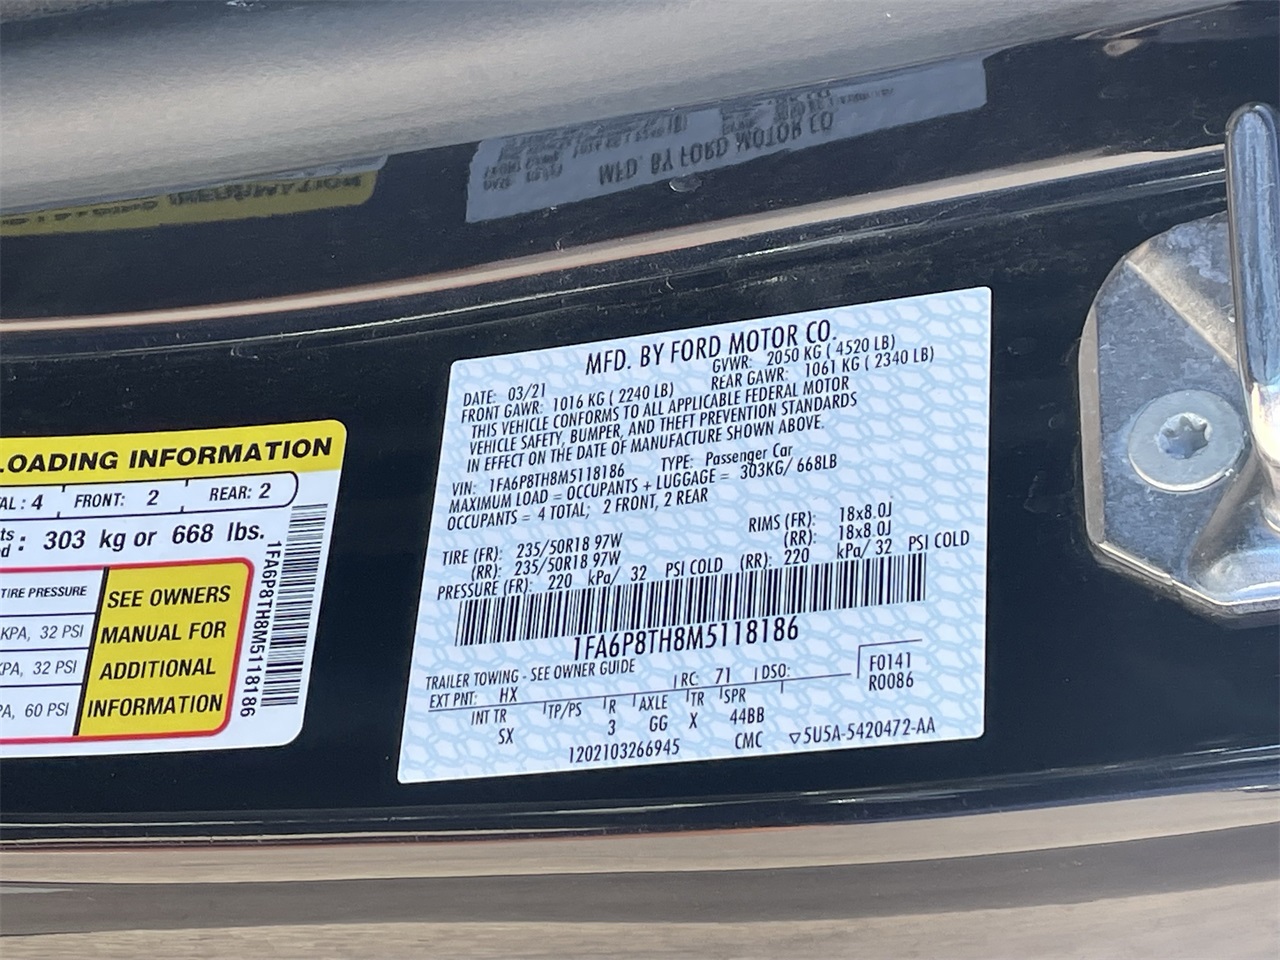 LOADING INFORMATION
AL : 4 FRONT: 2 REAR: 2
ts
d : 303 kg or 668 lbs.
TIRE PRESSURE
KPA, 32 PSI
KPA, 32 PSI
PA, 60 PSI
SEE OWNERS
MANUAL FOR
ADDITIONAL
INFORMATION
1FA6P8TH8M5118186
MFD. BY FORD MOTOR CO.
DATE: 03/21 GVWR: 2050 KG ( 4520 LB)
FRONT GAWR: 1016 KG ( 2240 LB) REAR GAWR: 1061 KG ( 2340 LB)
THIS VEHICLE CONFORMS TO ALL APPLICABLE FEDERAL MOTOR
VEHICLE SAFETY, BUMPER, AND THEFT PREVENTION STANDARDS
IN EFFECT ON THE DATE OF MANUFACTURE SHOWN ABOVE.
VIN: 1FA6P8TH8M5118186 TYPE: Passenger Car
MAXIMUM LOAD = OCCUPANTS + LUGGAGE = 303KG/ 668LB
OCCUPANTS = 4 TOTAL; 2 FRONT, 2 REAR
TIRE (FR): 235/50R18 97W RIMS (FR): 18x8.0J
(RR): 235/50R18 97W (RR): 18x8.0J
PRESSURE (FR): 220 kPa/ 32 PSI COLD (RR): 220 kPa/ 32 PSI COLD
1FA6P8TH8M5118186
TRAILER TOWING - SEE OWNER GUIDE
EXT PNT: HX RC: 71 DSO: F0141
R0086
INT TR TP/PS R AXLE TR SPR
SX 3 GG X 44BB
1202103266945 CMC ▽5U5A-5420472-AA
MFD. BY FORD MOTOR CO
INFORMATION